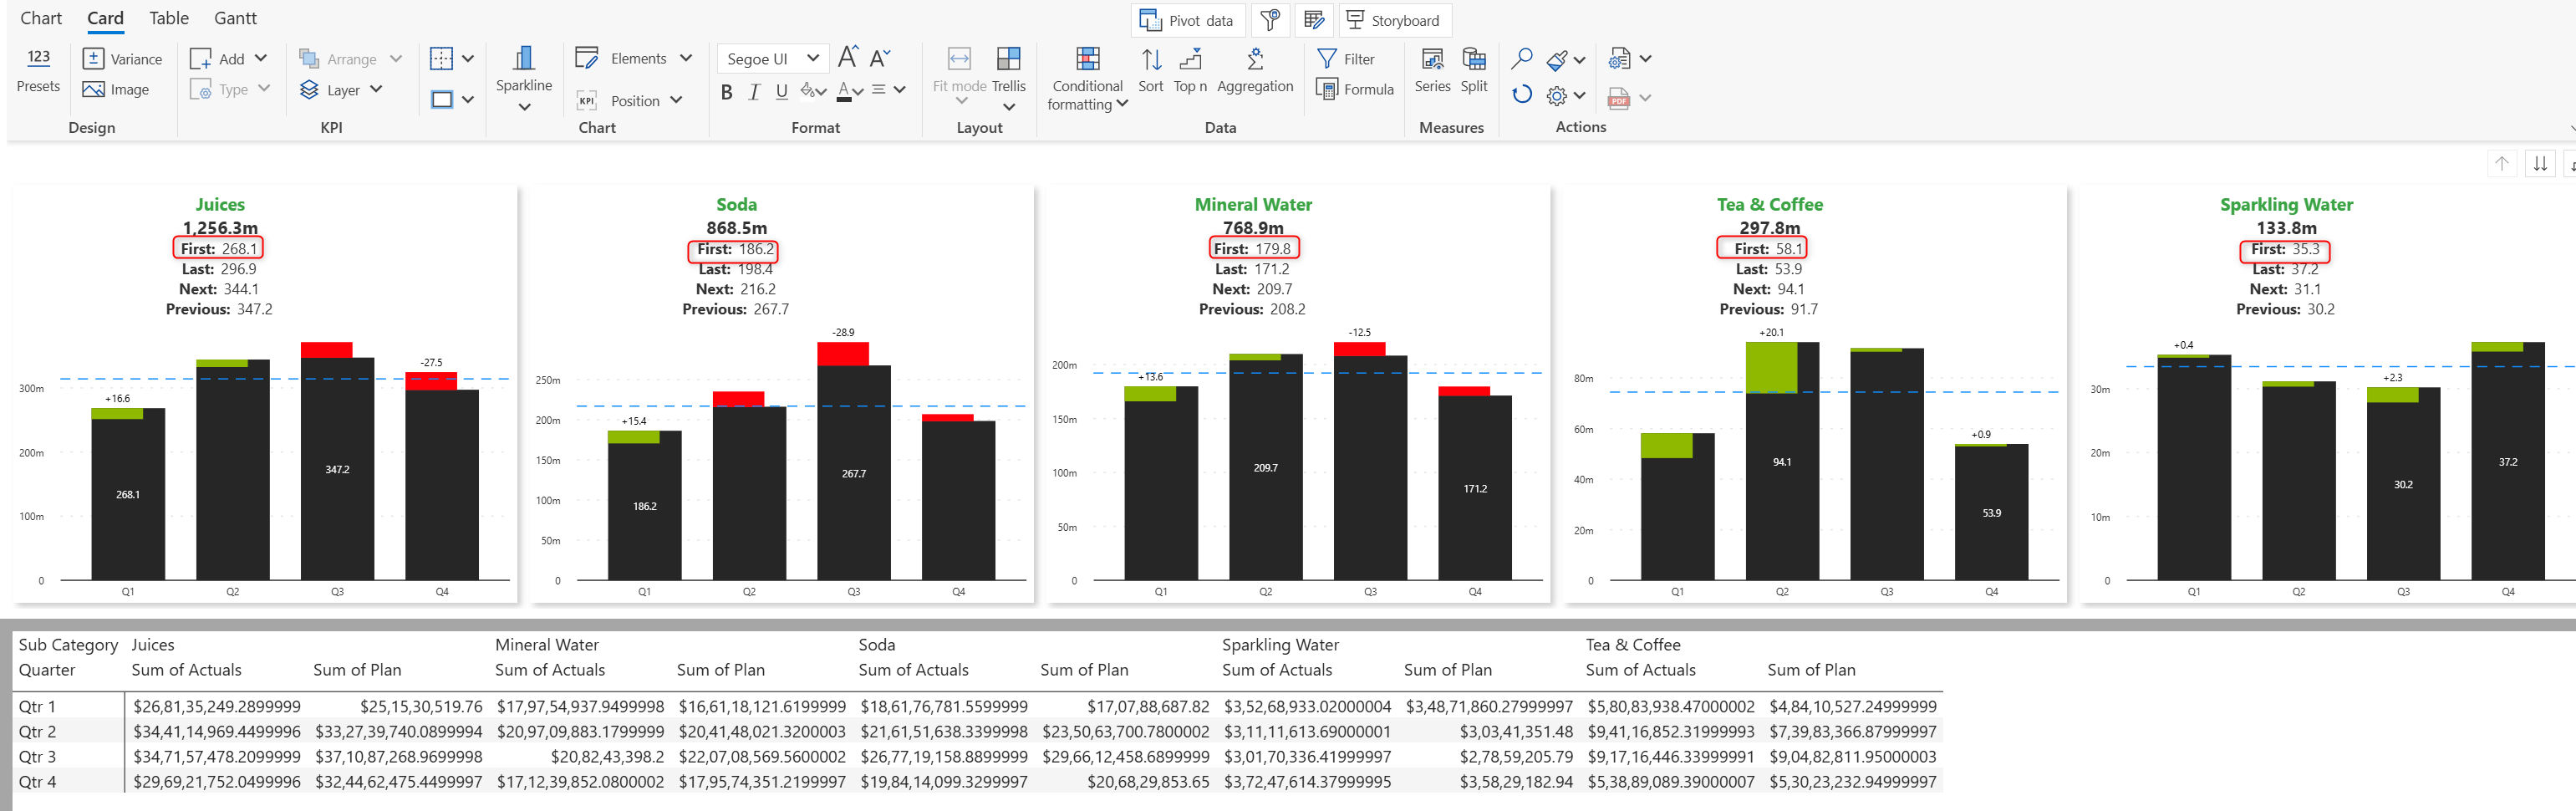 Chart Card Table Gantt
Pivot data Storyboard
123 Presets
Variance
Image
Design
Add
Type
Arrange
Layer
KPI
Sparkline
Elements
KPI Position
Chart
Segoe UI A A
B I U A
Format
Fit mode Trellis
Layout
Conditional formatting
Sort Top n Aggregation
Filter
Formula
Data
Series Split
Measures
PDF
Actions
Juices
1,256.3m
First: 268.1
Last: 296.9
Next: 344.1
Previous: 347.2
-27.5
300m
+16.6
200m
347.2
268.1
100m
0
Q1 Q2 Q3 Q4
Soda
868.5m
First: 186.2
Last: 198.4
Next: 216.2
Previous: 267.7
-28.9
250m
200m +15.4
150m
267.7
186.2
100m
50m
0
Q1 Q2 Q3 Q4
Mineral Water
768.9m
First: 179.8
Last: 171.2
Next: 209.7
Previous: 208.2
-12.5
200m
+13.6
150m
209.7
100m
171.2
50m
0
Q1 Q2 Q3 Q4
Tea & Coffee
297.8m
First: 58.1
Last: 53.9
Next: 94.1
Previous: 91.7
+20.1
80m
60m
+0.9
94.1
40m
53.9
20m
0
Q1 Q2 Q3 Q4
Sparkling Water
133.8m
First: 35.3
Last: 37.2
Next: 31.1
Previous: 30.2
+0.4
+2.3
30m
20m
37.2
30.2
10m
0
Q1 Q2 Q3 Q4
Sub Category Juices Mineral Water Soda Sparkling Water Tea & Coffee
Quarter Sum of Actuals Sum of Plan Sum of Actuals Sum of Plan Sum of Actuals Sum of Plan Sum of Actuals Sum of Plan Sum of Actuals Sum of Plan
Qtr 1 $26,81,35,249.2899999 $25,15,30,519.76 $17,97,54,937.9499998 $16,61,18,121.6199999 $18,61,76,781.5599999 $17,07,88,687.82 $3,52,68,933.02000004 $3,48,71,860.27999997 $5,80,83,938.47000002 $4,84,10,527.24999999
Qtr 2 $34,41,14,969.4499996 $33,27,39,740.0899994 $20,97,09,883.1799999 $20,41,48,021.3200003 $21,61,51,638.3399998 $23,50,63,700.7800002 $3,11,11,613.69000001 $3,03,41,351.48 $9,41,16,852.31999993 $7,39,83,366.87999997
Qtr 3 $34,71,57,478.2099999 $37,10,87,268.9699998 $20,82,43,398.2 $22,07,08,569.5600002 $26,77,19,158.8899999 $29,66,12,458.6899999 $3,01,70,336.41999997 $2,78,59,205.79 $9,17,16,446.33999991 $9,04,82,811.95000003
Qtr 4 $29,69,21,752.0499996 $32,44,62,475.4499997 $17,12,39,852.0800002 $17,95,74,351.2199997 $19,84,14,099.3299997 $20,68,29,853.65 $3,72,47,614.37999995 $3,58,29,182.94 $5,38,89,089.39000007 $5,30,23,232.94999997